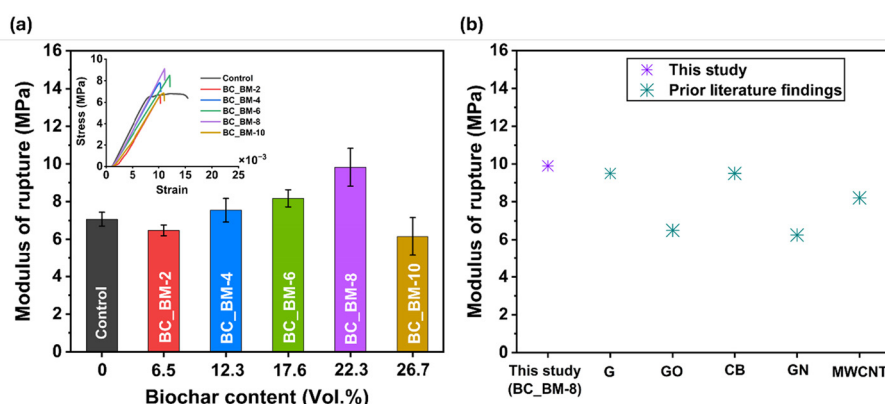 (a)
Modulus of rupture (MPa)
16
14
12
10
8
6
4
2
0
Stress (MPa)
10
8
6
4
2
0
0 5 10 15 20 25
×10⁻³
Strain
Control
BC_BM-2
BC_BM-4
BC_BM-6
BC_BM-8
BC_BM-10
Control
BC_BM-2
BC_BM-4
BC_BM-6
BC_BM-8
BC_BM-10
0 6.5 12.3 17.6 22.3 26.7
Biochar content (Vol.%)
(b)
Modulus of rupture (MPa)
16
14
12
10
8
6
4
2
0
This study
Prior literature findings
This study
(BC_BM-8)
G GO CB GN MWCNT